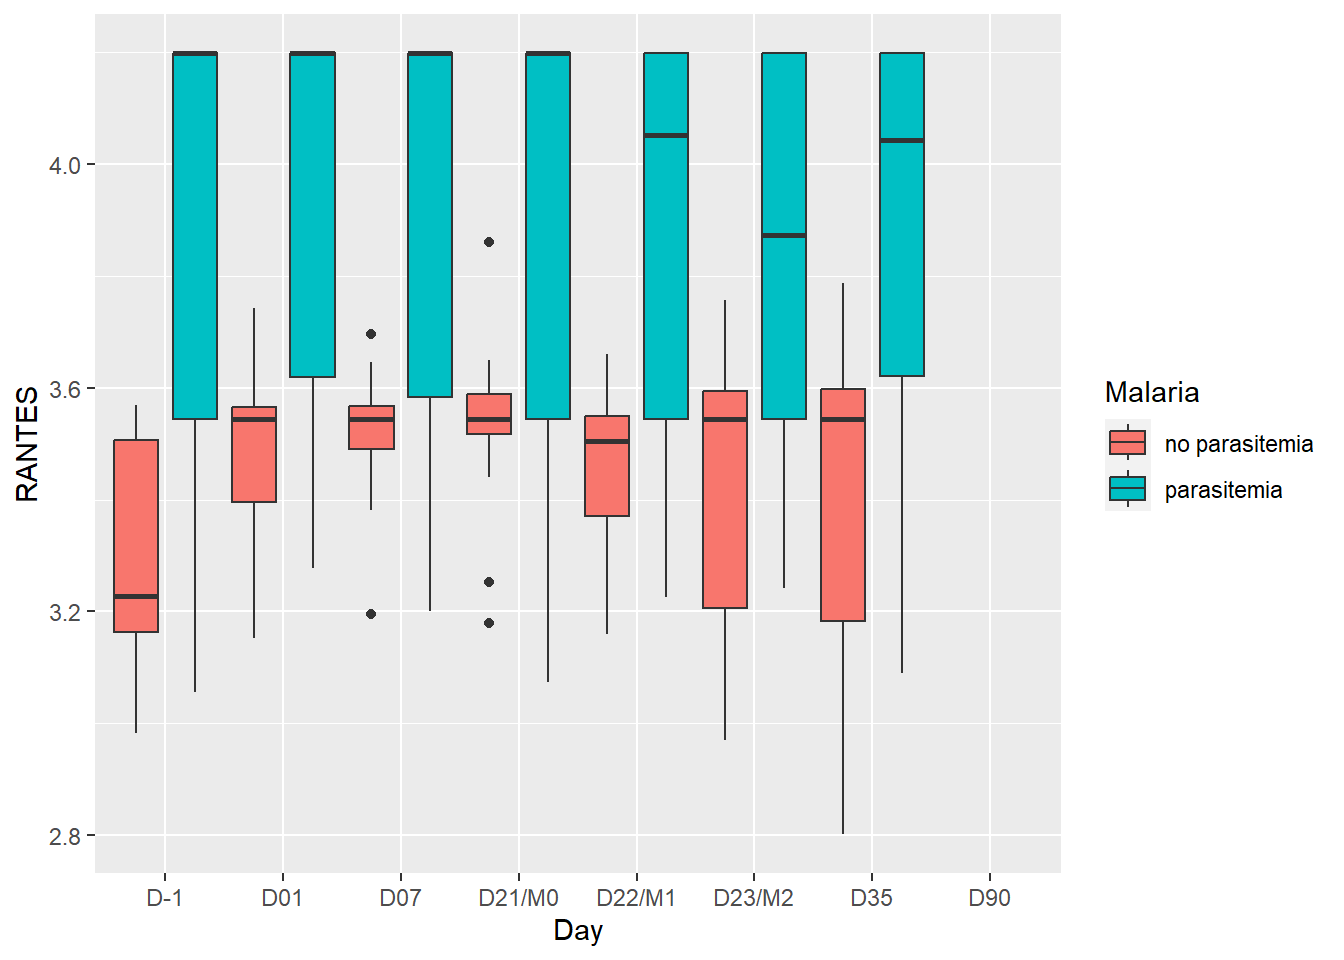 RANTES
4.0
3.6
3.2
2.8
D-1 D01 D07 D21/M0 D22/M1 D23/M2 D35 D90
Day
Malaria
no parasitemia
parasitemia